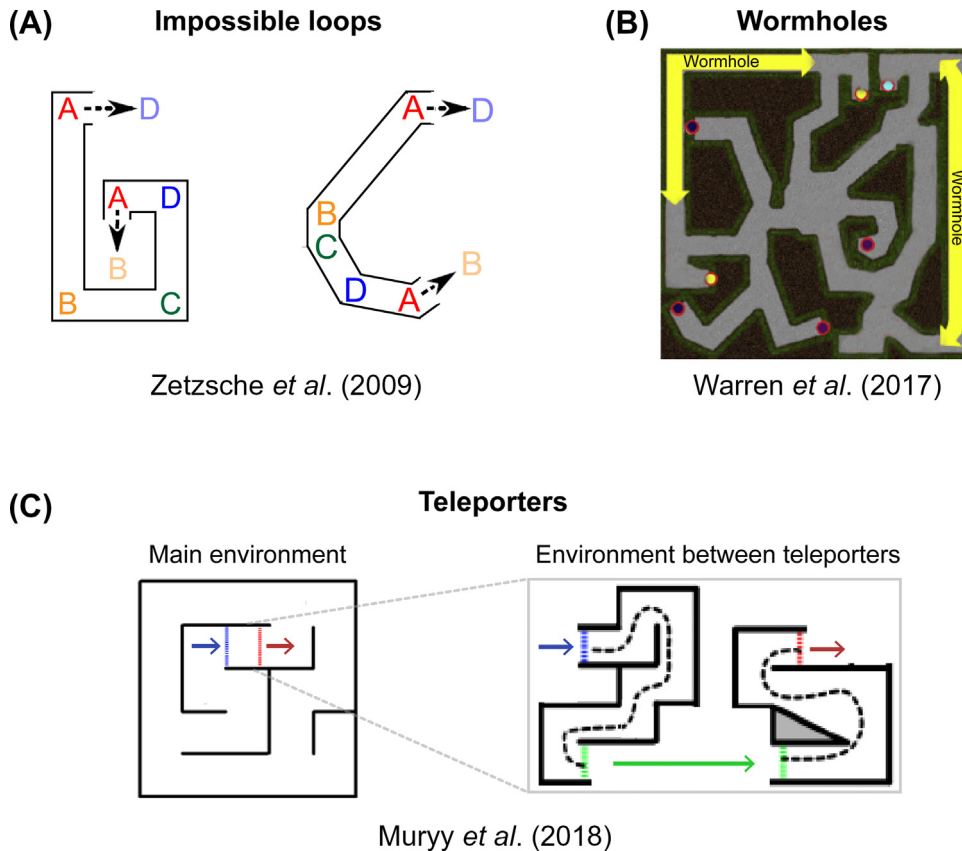 (A)
Impossible loops
A
D
A
D
B
B
C
A
D
B
C
D
A
B
Zetzsche et al. (2009)
(B)
Wormholes
Wormhole
Wormhole
Warren et al. (2017)
(C)
Teleporters
Main environment
Environment between teleporters
Muryy et al. (2018)